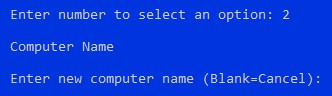 Enter number to select an option: 2
Computer Name
Enter new computer name (Blank=Cancel):